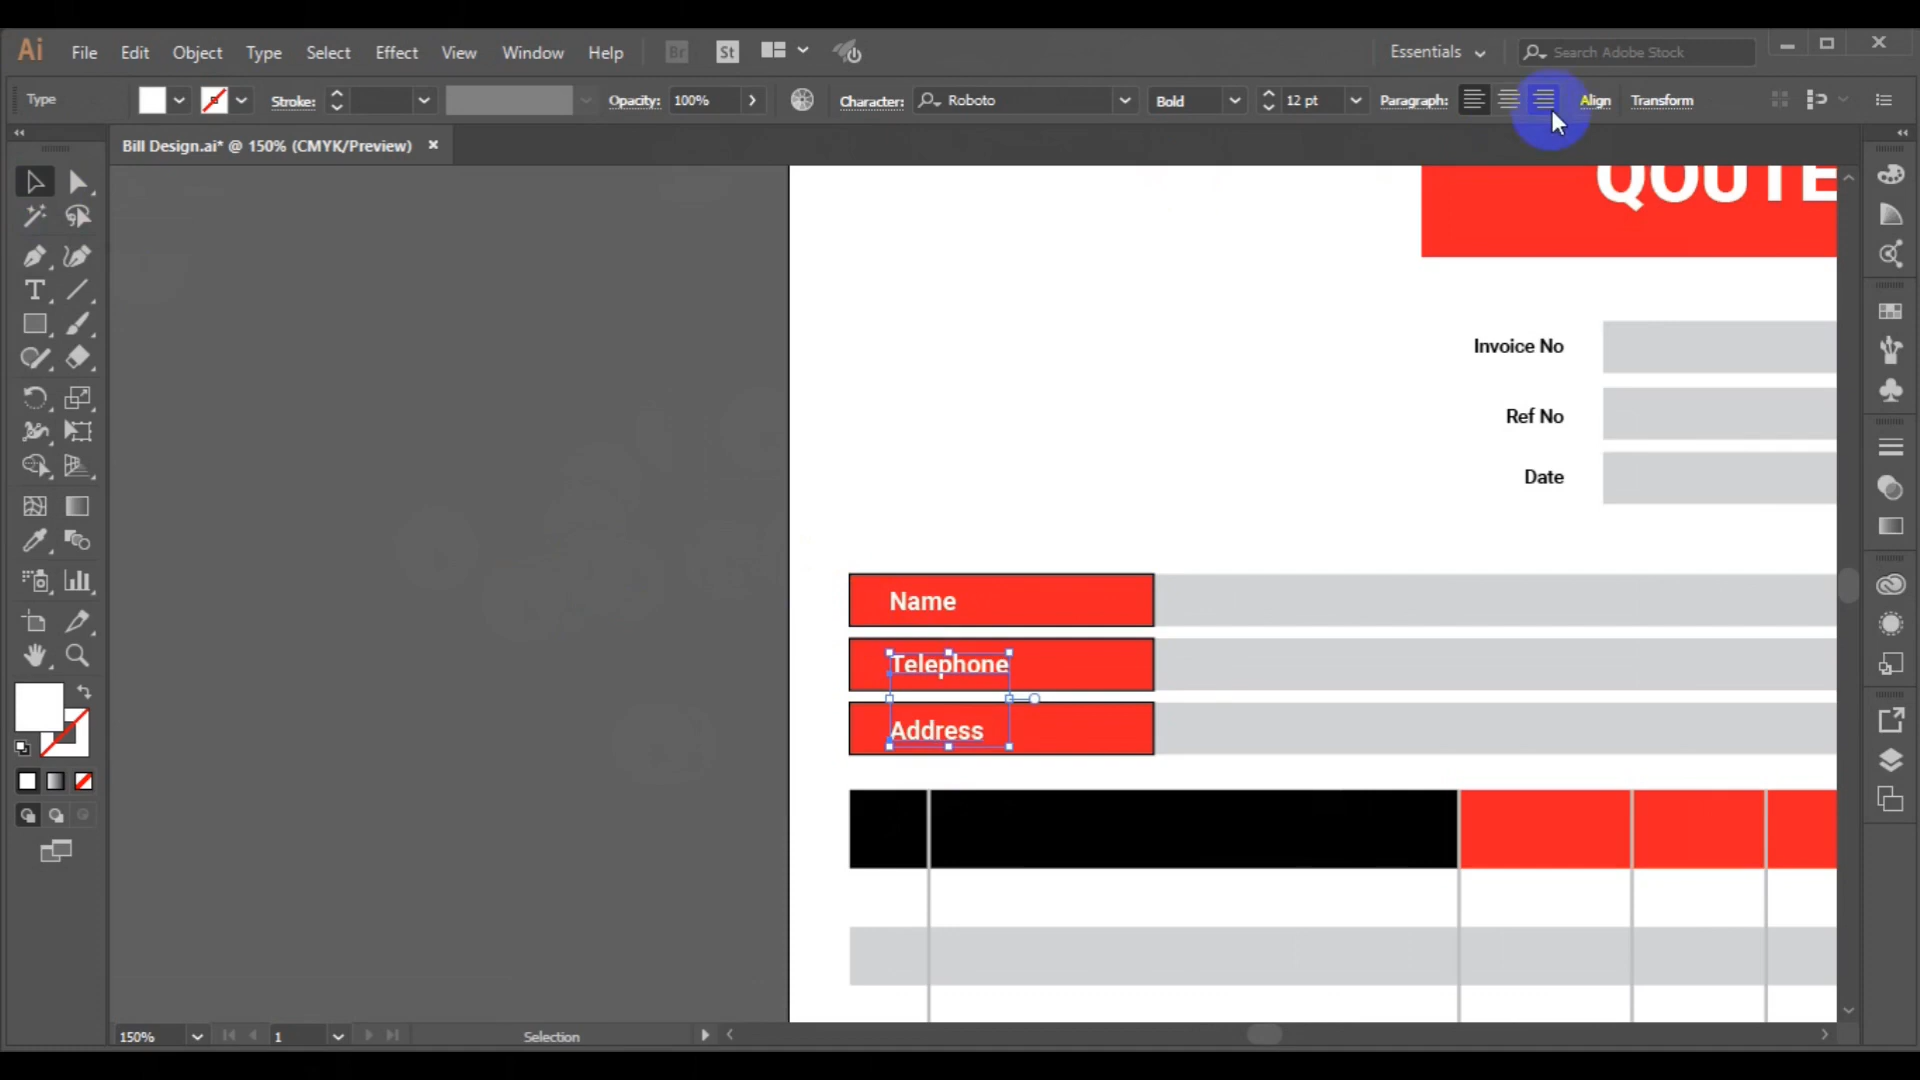 Ai File Edit Object Type Select Effect View Window Help Br St Essentials Search Adobe Stock
Type Stroke: Opacity: 100% Character: Roboto Bold 12 pt Paragraph: Align Transform
Bill Design.ai* @ 150% (CMYK/Preview)
QOUTE
Invoice No
Ref No
Date
Name
Telephone
Address
150% 1 Selection